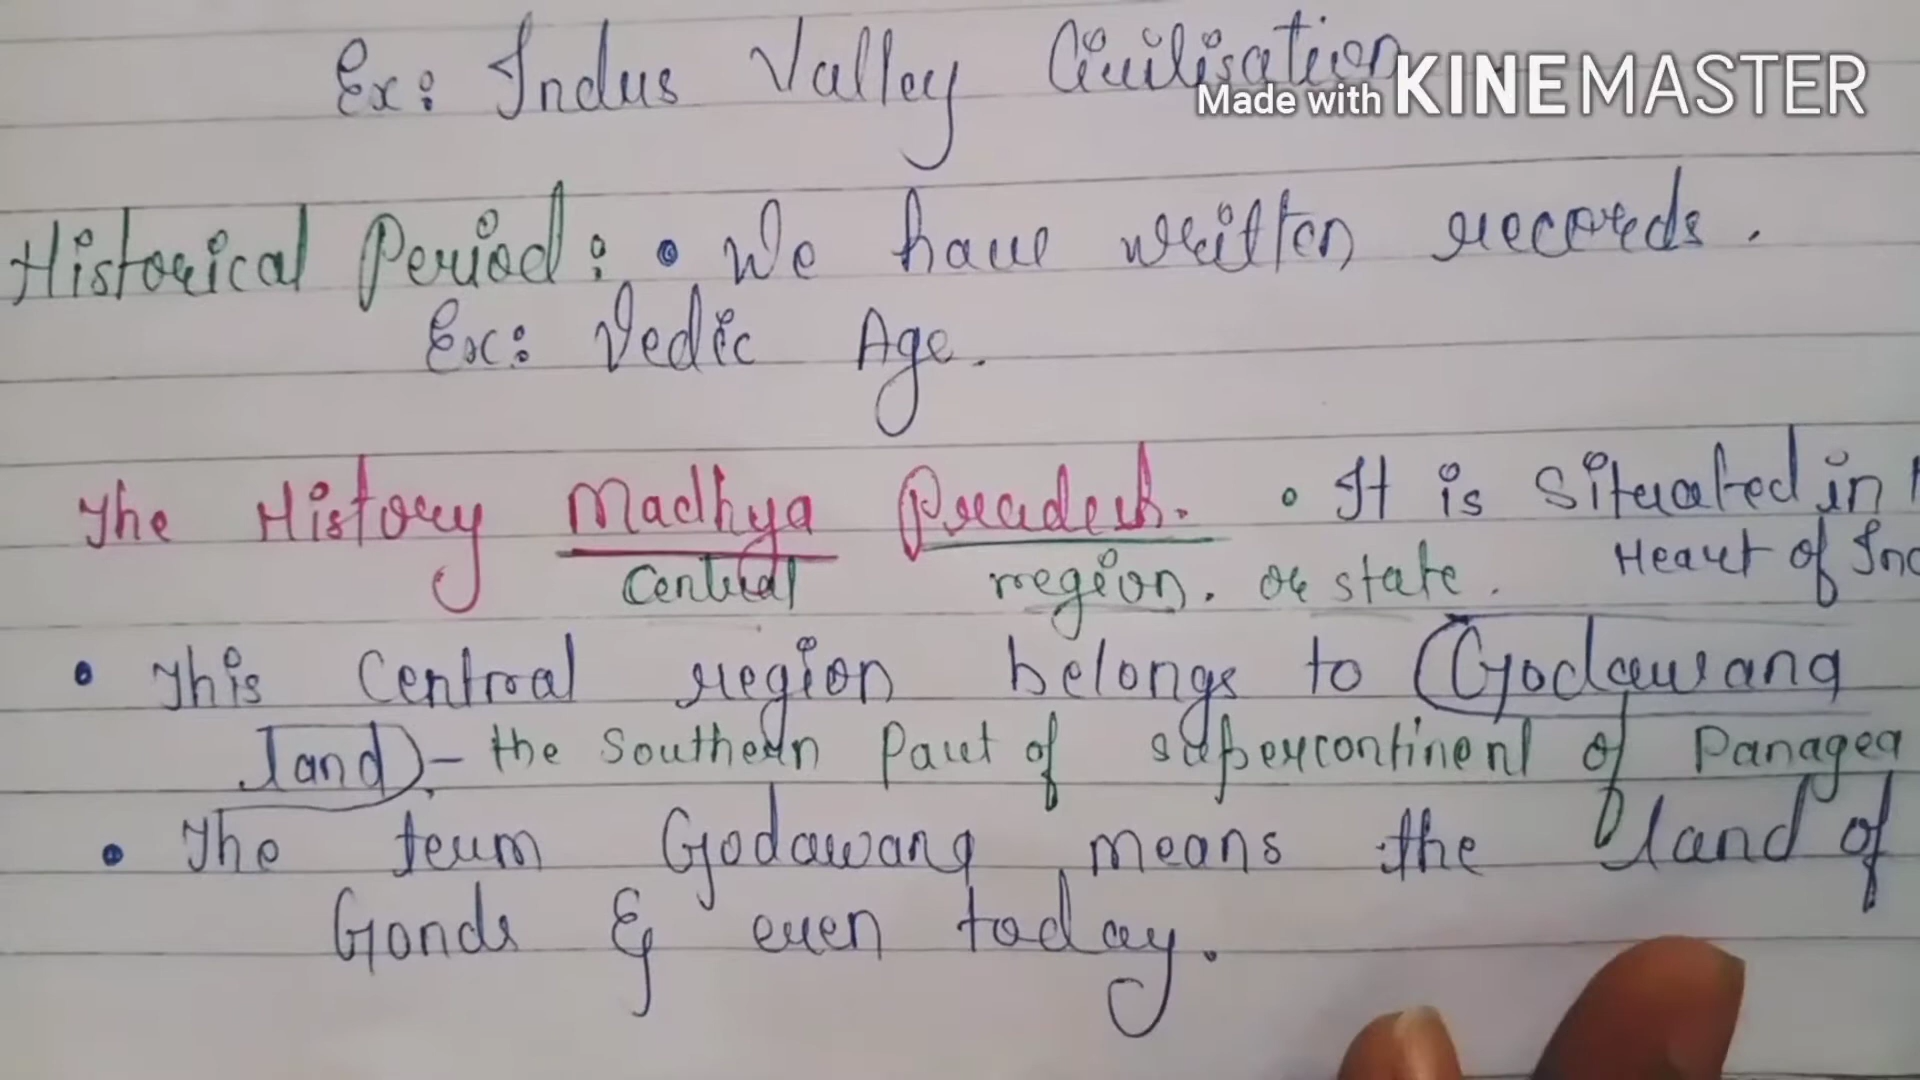 Ex: Indus Valley Civilisation
Made with KINEMASTER
Historical Period: • We have written records.
Ex: Vedic Age.
The History Madhya Pradesh. • It is situated in
Central region. or state. Heart of
• This Central region belongs to Godawang
land - the Southern Part of supercontinent of Panagea
• The term Godawang means the land of
Gonds & even today.